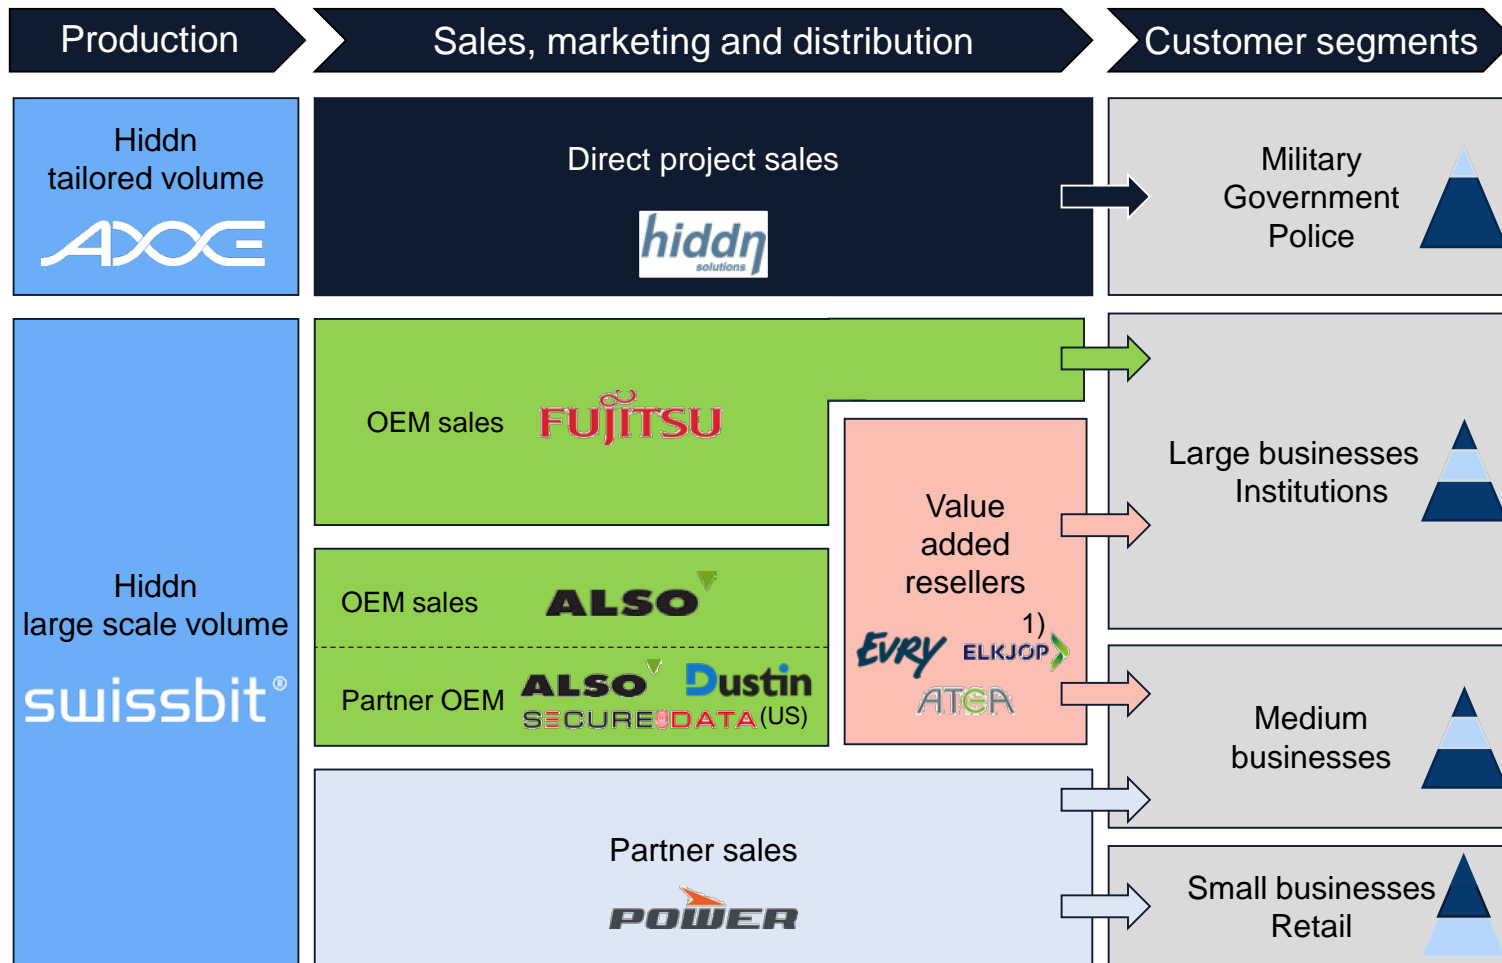 Production
Sales, marketing and distribution
Customer segments
Hiddn
tailored volume
AXXE
Direct project sales
hiddn
solutions
Military
Government
Police
Hiddn
large scale volume
swissbit®
OEM sales
FUJITSU
OEM sales
ALSO
Partner OEM
ALSO
Dustin
SECUREDATA (US)
Value
added
resellers
1)
EVRY
ELKJOP
ATEA
Large businesses
Institutions
Medium
businesses
Partner sales
POWER
Small businesses
Retail